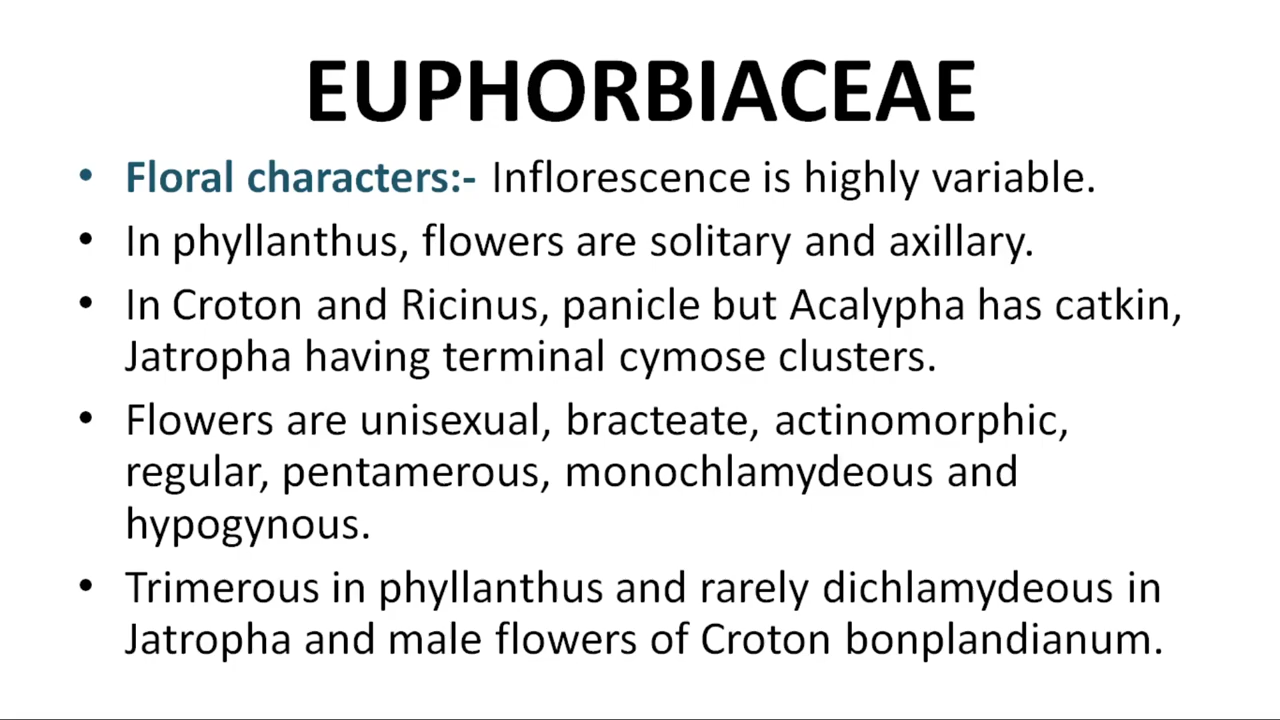 EUPHORBIACEAE
• Floral characters:- Inflorescence is highly variable.
• In phyllanthus, flowers are solitary and axillary.
• In Croton and Ricinus, panicle but Acalypha has catkin,
Jatropha having terminal cymose clusters.
• Flowers are unisexual, bracteate, actinomorphic,
regular, pentamerous, monochlamydeous and
hypogynous.
• Trimerous in phyllanthus and rarely dichlamydeous in
Jatropha and male flowers of Croton bonplandianum.